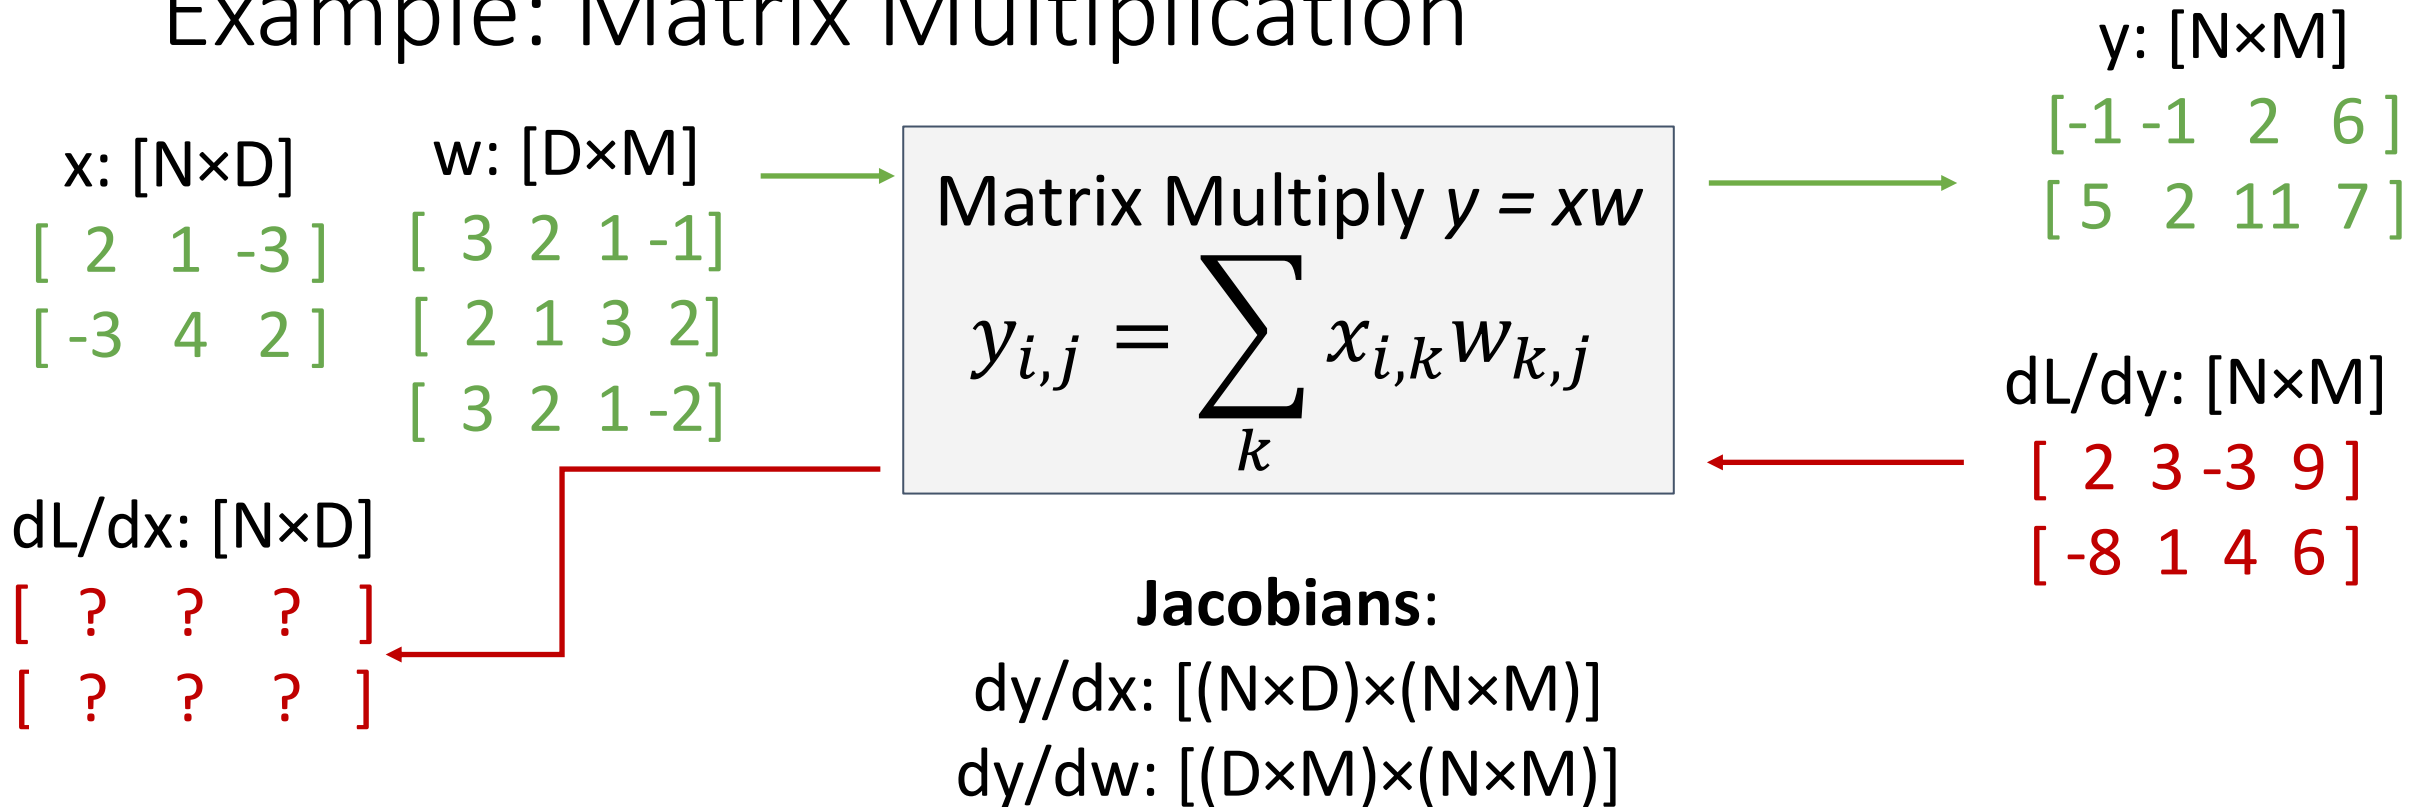 Example: Matrix Multiplication
x: [N×D]
[ 2 1 -3 ]
[ -3 4 2 ]
w: [D×M]
[ 3 2 1 -1]
[ 2 1 3 2]
[ 3 2 1 -2]
Matrix Multiply y = xw
y_{i,j} = ∑_k x_{i,k} w_{k,j}
y: [N×M]
[-1 -1 2 6 ]
[ 5 2 11 7 ]
dL/dy: [N×M]
[ 2 3 -3 9 ]
[ -8 1 4 6 ]
dL/dx: [N×D]
[ ? ? ? ]
[ ? ? ? ]
Jacobians:
dy/dx: [(N×D)×(N×M)]
dy/dw: [(D×M)×(N×M)]